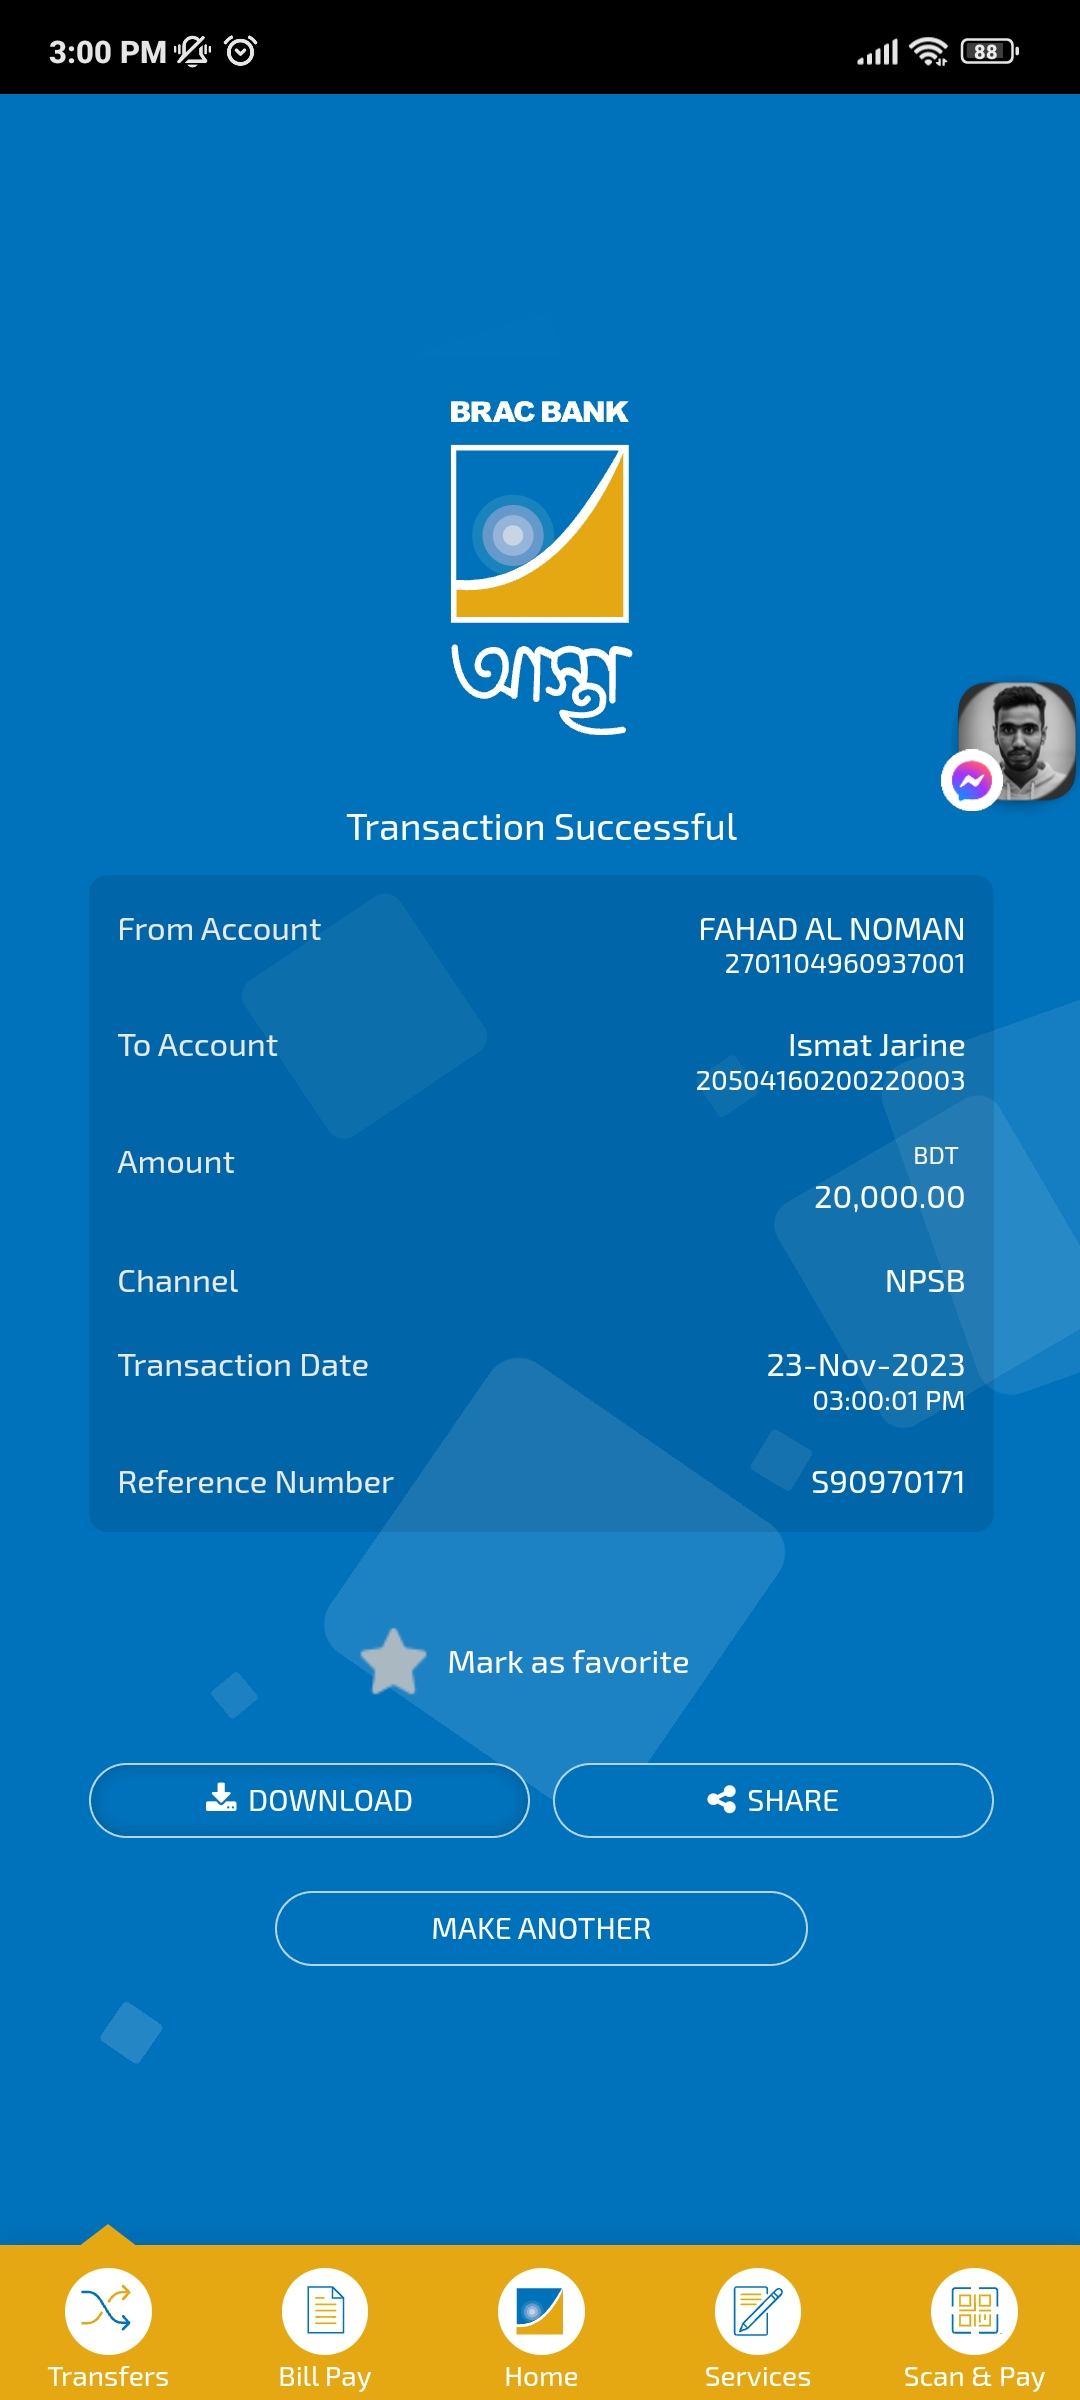 3:00 PM
88
BRAC BANK
আস্থা
Transaction Successful
From Account
FAHAD AL NOMAN
2701104960937001
To Account
Ismat Jarine
20504160200220003
Amount
BDT
20,000.00
Channel
NPSB
Transaction Date
23-Nov-2023
03:00:01 PM
Reference Number
S90970171
Mark as favorite
DOWNLOAD
SHARE
MAKE ANOTHER
Transfers
Bill Pay
Home
Services
Scan & Pay